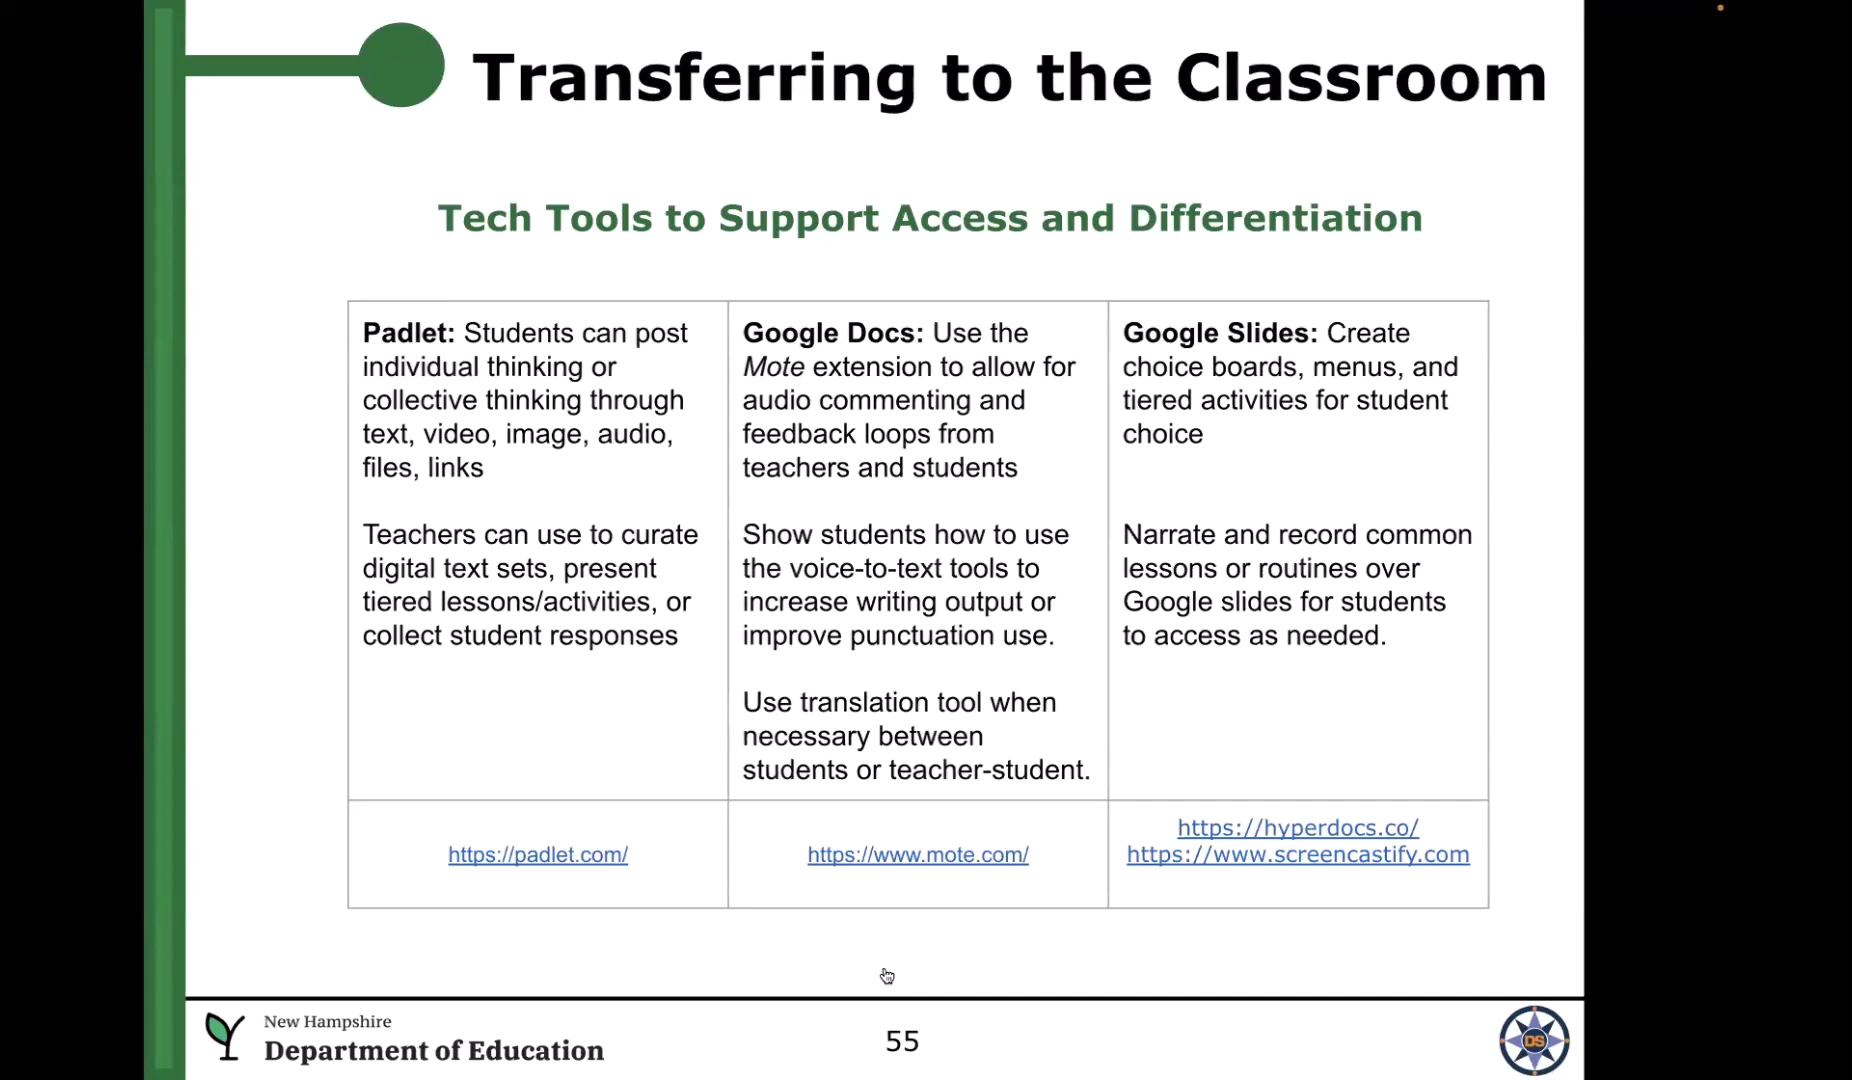 Transferring to the Classroom
Tech Tools to Support Access and Differentiation
Padlet: Students can post
individual thinking or
collective thinking through
text, video, image, audio,
files, links
Teachers can use to curate
digital text sets, present
tiered lessons/activities, or
collect student responses
https://padlet.com/
Google Docs: Use the
Mote extension to allow for
audio commenting and
feedback loops from
teachers and students
Show students how to use
the voice-to-text tools to
increase writing output or
improve punctuation use.
Use translation tool when
necessary between
students or teacher-student.
https://www.mote.com/
Google Slides: Create
choice boards, menus, and
tiered activities for student
choice
Narrate and record common
lessons or routines over
Google slides for students
to access as needed.
https://hyperdocs.co/
https://www.screencastify.com
New Hampshire
Department of Education
55
DS